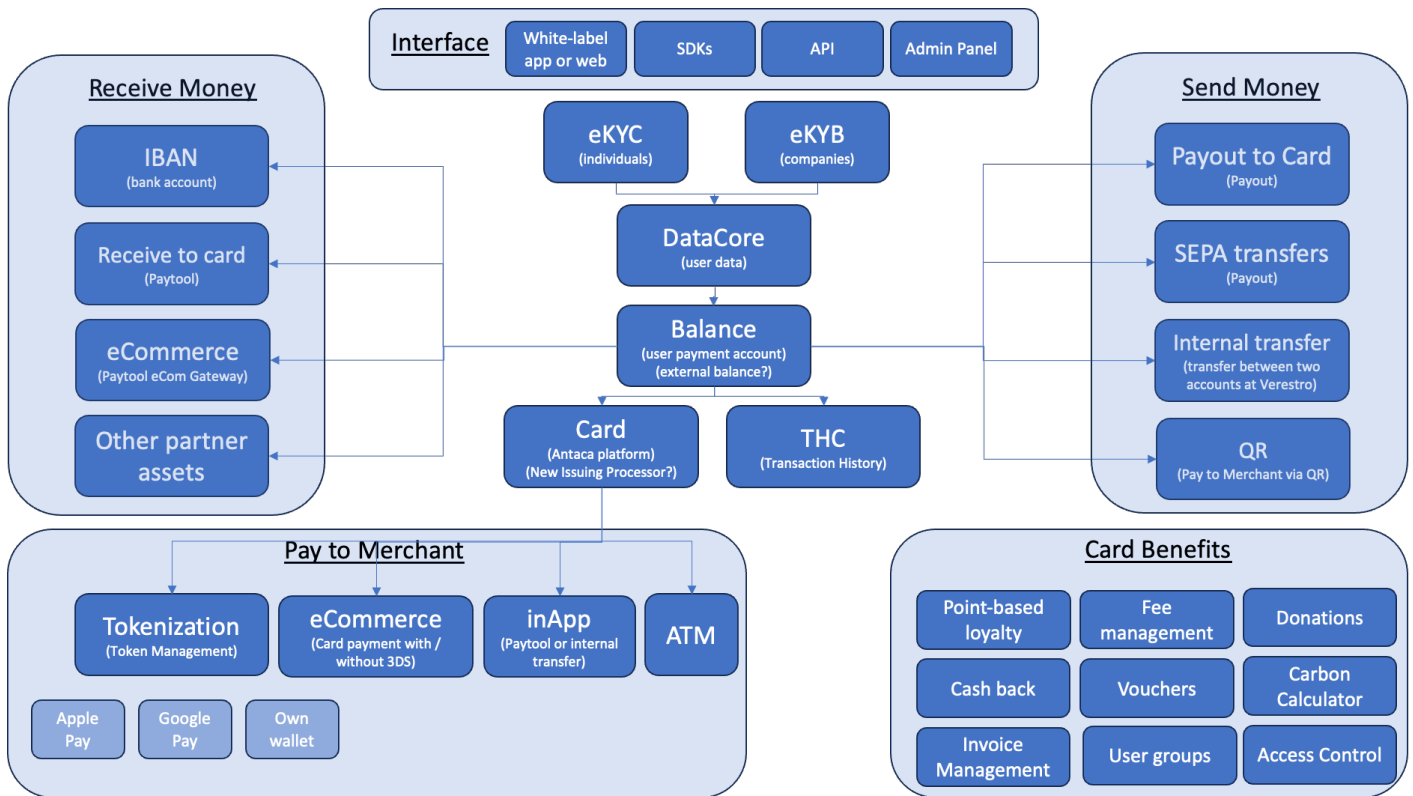 Interface
White-label
app or web
SDKs
API
Admin Panel
Receive Money
IBAN
(bank account)
Receive to card
(Paytool)
eCommerce
(Paytool eCom Gateway)
Other partner
assets
eKYC
(individuals)
eKYB
(companies)
DataCore
(user data)
Balance
(user payment account)
(external balance?)
Card
(Antaca platform)
(New Issuing Processor?)
THC
(Transaction History)
Send Money
Payout to Card
(Payout)
SEPA transfers
(Payout)
Internal transfer
(transfer between two
accounts at Verestro)
QR
(Pay to Merchant via QR)
Pay to Merchant
Tokenization
(Token Management)
eCommerce
(Card payment with /
without 3DS)
inApp
(Paytool or internal
transfer)
ATM
Apple
Pay
Google
Pay
Own
wallet
Card Benefits
Point-based
loyalty
Fee
management
Donations
Cash back
Vouchers
Carbon
Calculator
Invoice
Management
User groups
Access Control